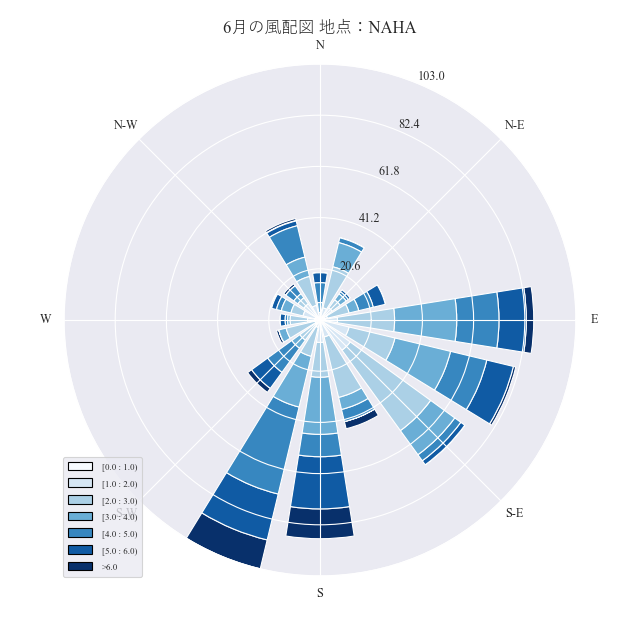 6月の風配図 地点：NAHA
N
103.0
N-W
N-E
82.4
61.8
41.2
20.6
W
E
[0.0 : 1.0)
[1.0 : 2.0)
[2.0 : 3.0)
S-W
S-E
[3.0 : 4.0)
[4.0 : 5.0)
[5.0 : 6.0)
>6.0
S